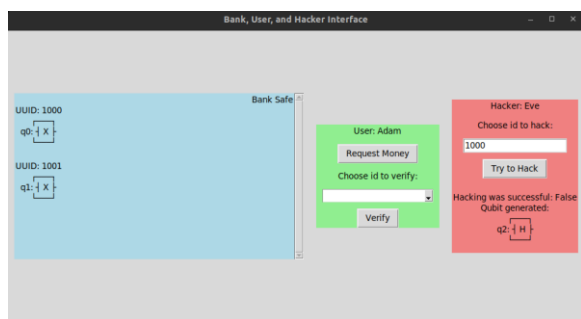 Bank, User, and Hacker Interface
Bank Safe
UUID: 1000
q0: ┤ X ├
UUID: 1001
q1: ┤ X ├
User: Adam
Request Money
Choose id to verify:
Verify
Hacker: Eve
Choose id to hack:
1000
Try to Hack
Hacking was successful: False
Qubit generated:
q2: ┤ H ├